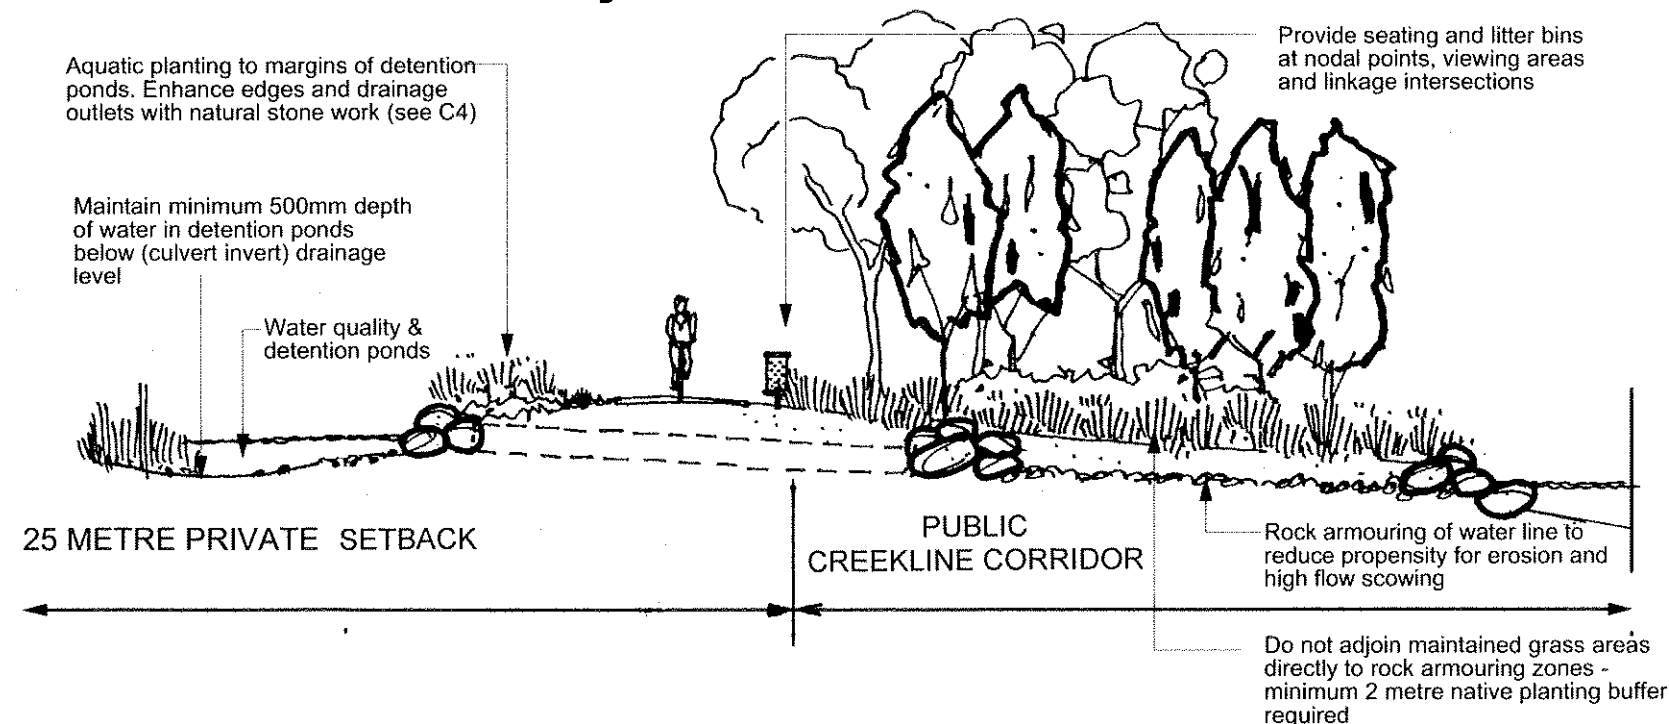 Aquatic planting to margins of detention
ponds. Enhance edges and drainage
outlets with natural stone work (see C4)
Provide seating and litter bins
at nodal points, viewing areas
and linkage intersections
Maintain minimum 500mm depth
of water in detention ponds
below (culvert invert) drainage
level
Water quality &
detention ponds
25 METRE PRIVATE SETBACK
PUBLIC
CREEKLINE CORRIDOR
Rock armouring of water line to
reduce propensity for erosion and
high flow scowing
Do not adjoin maintained grass areas
directly to rock armouring zones -
minimum 2 metre native planting buffer
required